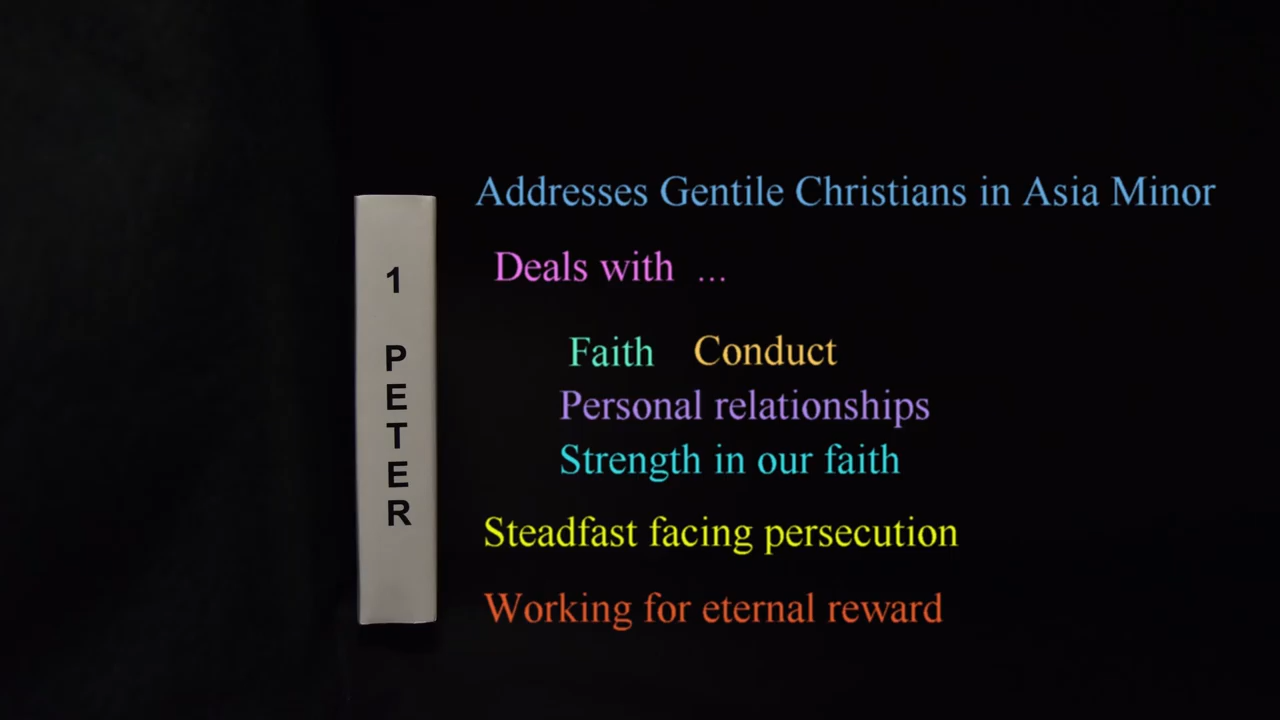 1 PETER
Addresses Gentile Christians in Asia Minor
Deals with ...
Faith Conduct
Personal relationships
Strength in our faith
Steadfast facing persecution
Working for eternal reward